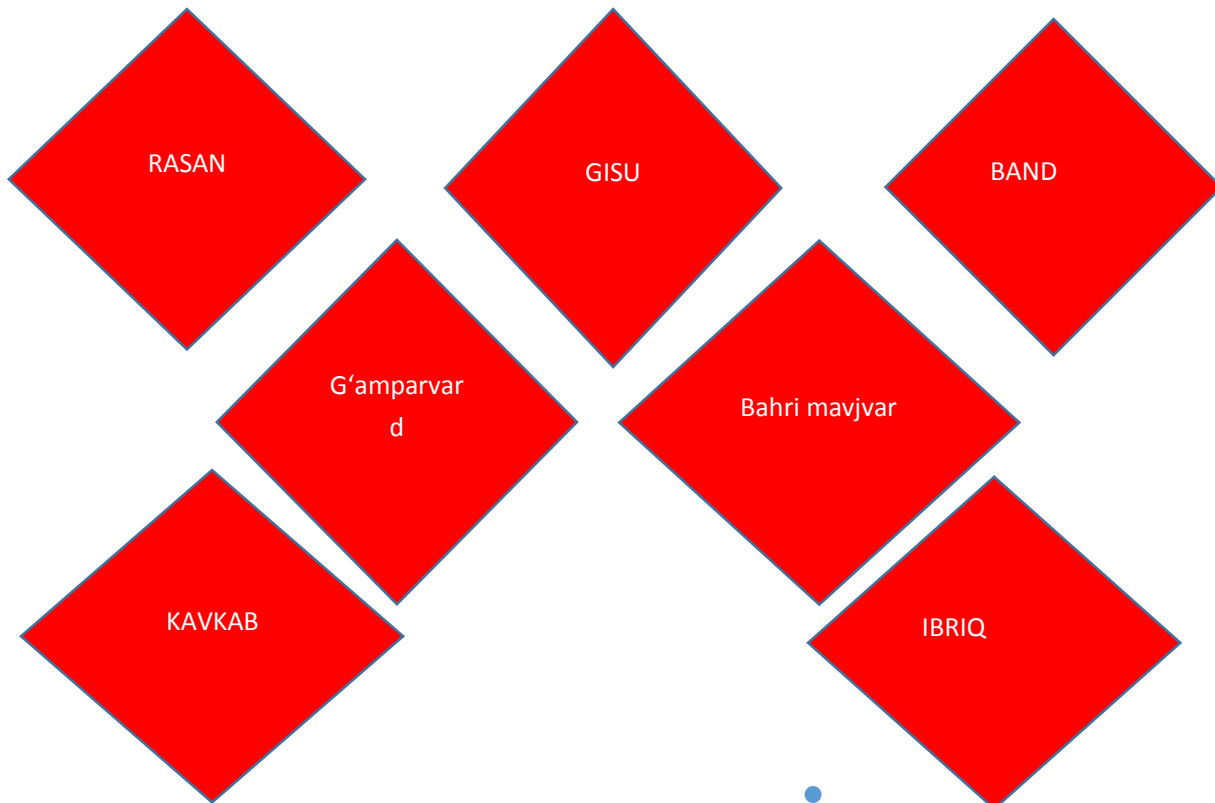 RASAN
GISU
BAND
G‘amparvar
d
Bahri mavjvar
KAVKAB
IBRIQ